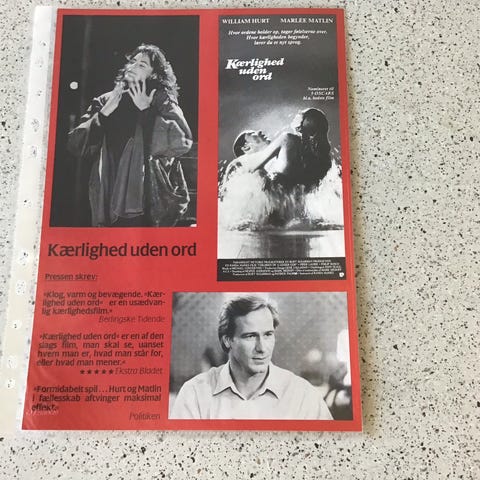 WILLIAM HURT MARLEE MATLIN
Hvor ordene holder op, tager følelserne over.
Hvor kærligheden begynder,
lærer du et nyt sprog.
Kærlighed
uden
ord
Nomineret til
5 OSCARS
bl.a. bedste film
Kærlighed uden ord
Pressen skrev:
»Klog, varm og bevægende. »Kær-
lighed uden ord« er en usædvan-
lig kærlighedsfilm.»
Berlingske Tidende
»Kærlighed uden ord« er en af den
slags film, man skal se, uanset
hvem man er, hvad man står for,
eller hvad man mener.«
★★★★★ Ekstra Bladet
»Formidabelt spil... Hurt og Matlin
i fællesskab aftvinger maksimal
effekt.»
Politiken